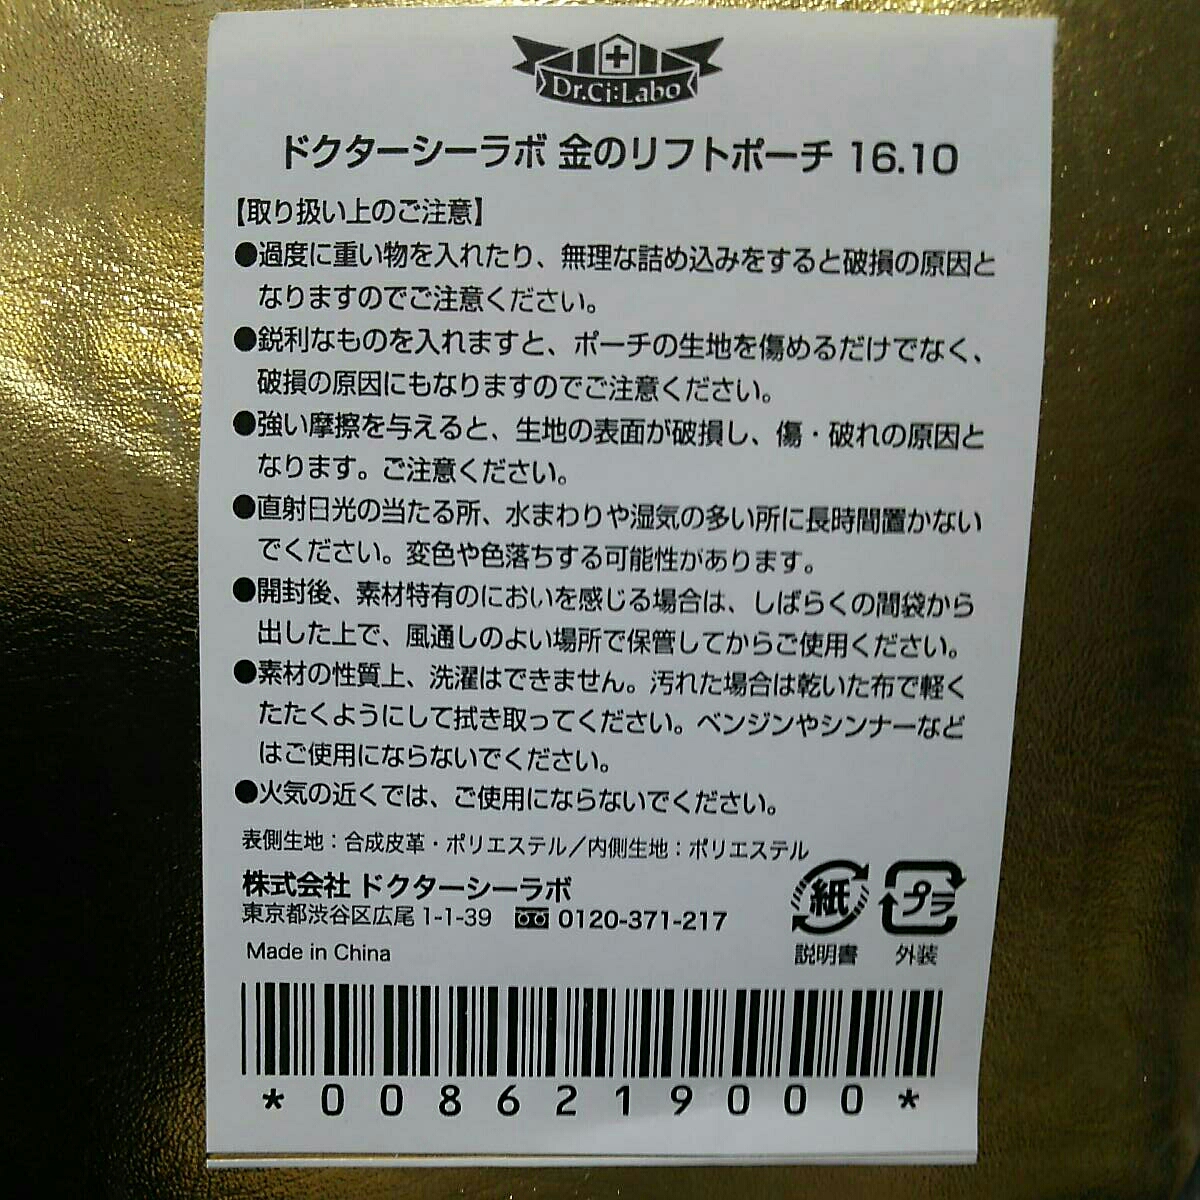 Dr.Ci:Labo
ドクターシーラボ 金のリフトポーチ 16.10
【取り扱い上のご注意】
●過度に重い物を入れたり、無理な詰め込みをすると破損の原因と
なりますのでご注意ください。
●鋭利なものを入れますと、ポーチの生地を傷めるだけでなく、
破損の原因にもなりますのでご注意ください。
●強い摩擦を与えると、生地の表面が破損し、傷・破れの原因と
なります。ご注意ください。
●直射日光の当たる所、水まわりや湿気の多い所に長時間置かない
でください。変色や色落ちする可能性があります。
●開封後、素材特有のにおいを感じる場合は、しばらくの間袋から
出した上で、風通しのよい場所で保管してからご使用ください。
●素材の性質上、洗濯はできません。汚れた場合は乾いた布で軽く
たたくようにして拭き取ってください。ベンジンやシンナーなど
はご使用にならないでください。
●火気の近くでは、ご使用にならないでください。
表側生地：合成皮革・ポリエステル／内側生地：ポリエステル
株式会社 ドクターシーラボ
東京都渋谷区広尾 1-1-39 0120-371-217
Made in China
紙 プラ
説明書 外装
*0086219000*